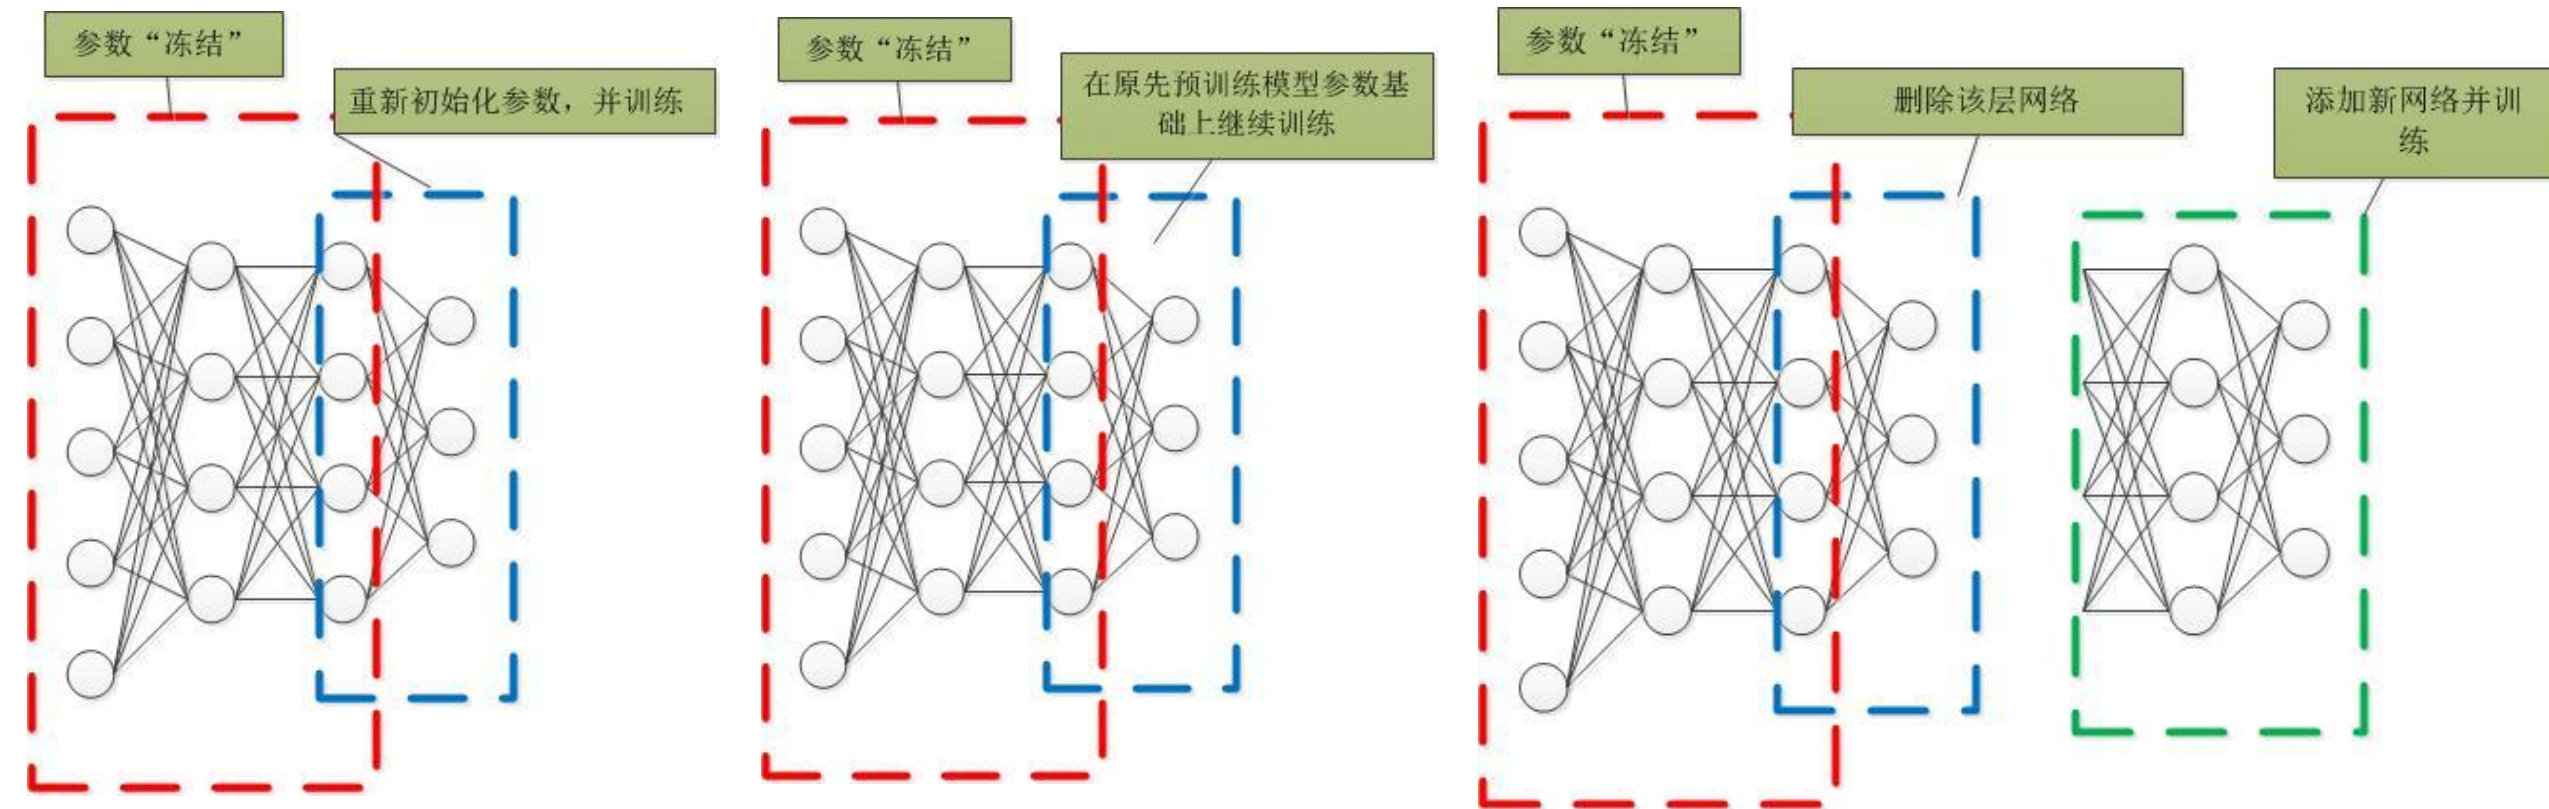 参数“冻结”
重新初始化参数，并训练
参数“冻结”
在原先预训练模型参数基
础上继续训练
参数“冻结”
删除该层网络
添加新网络并训
练